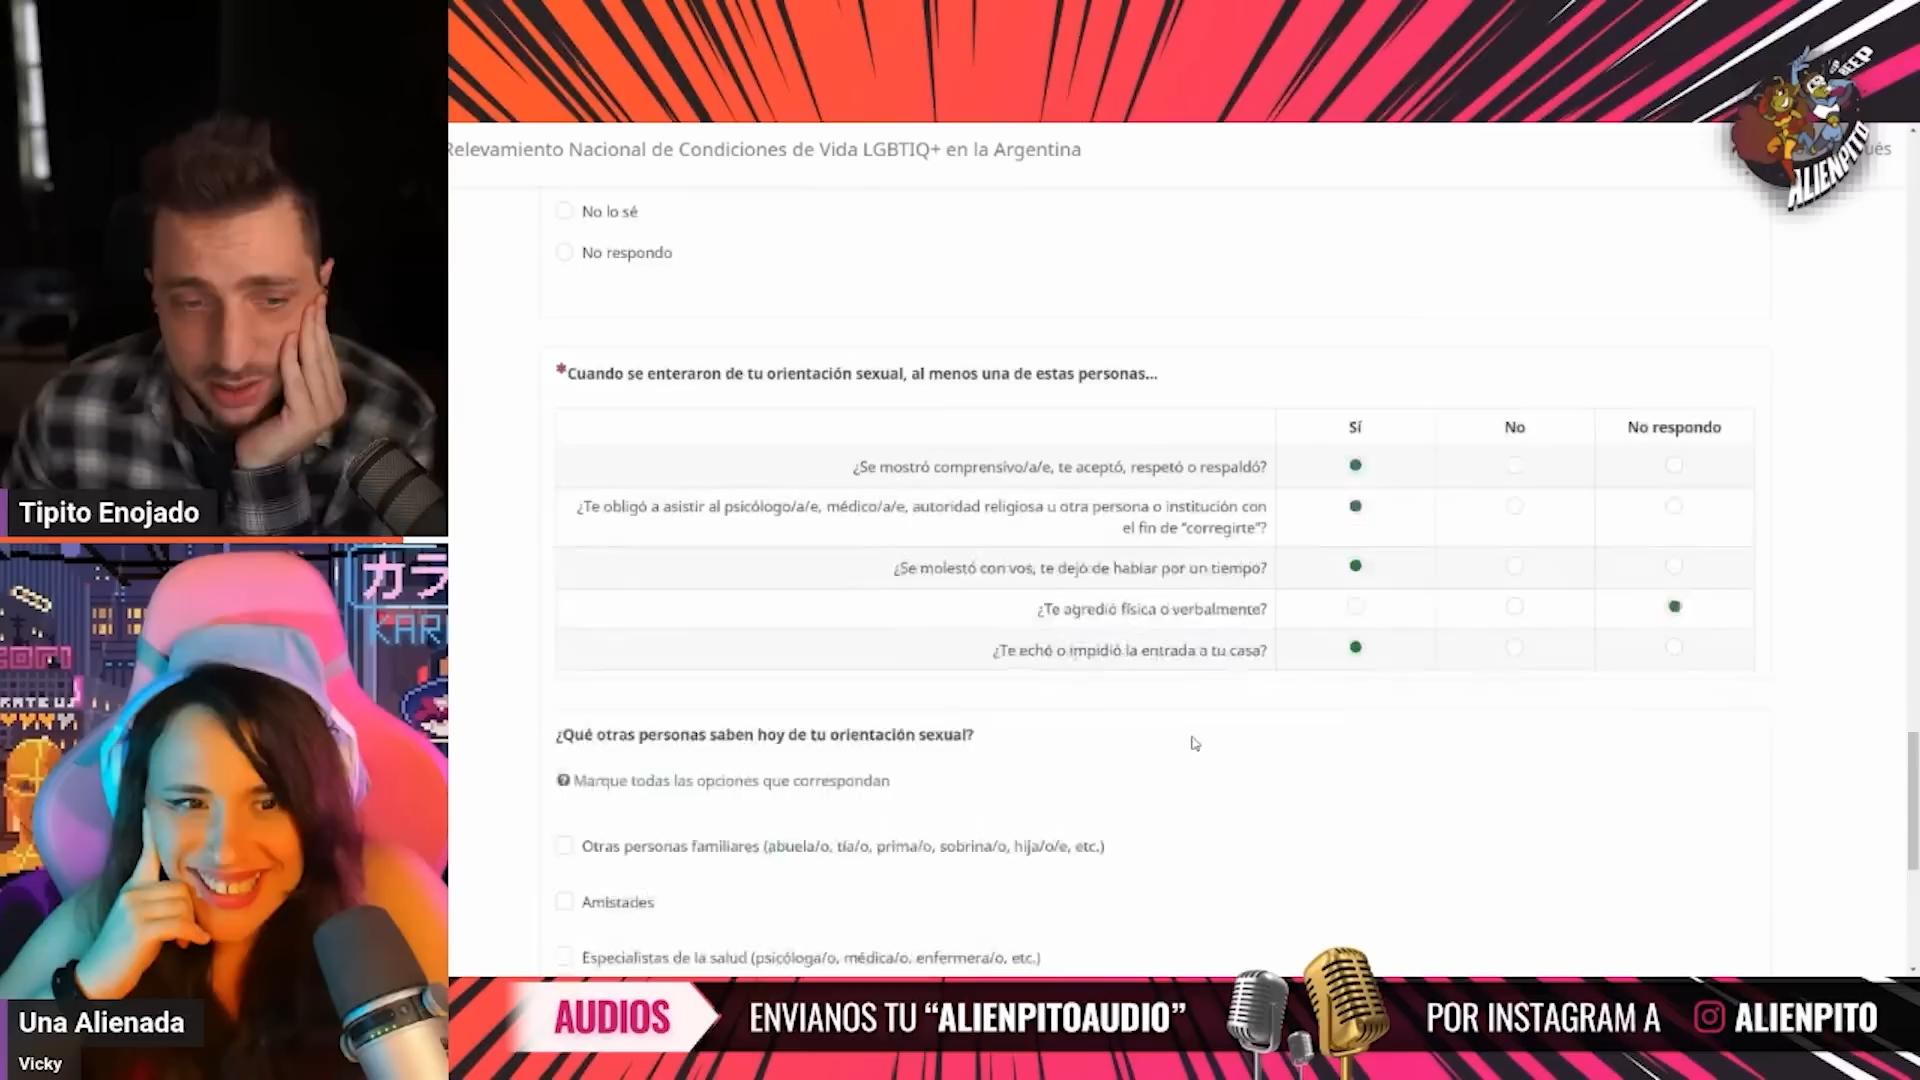 Relevamiento Nacional de Condiciones de Vida LGBTIQ+ en la Argentina
BEEP
ALIENPITO
No lo sé
No respondo
*Cuando se enteraron de tu orientación sexual, al menos una de estas personas...
Sí No No respondo
¿Se mostró comprensivo/a/e, te aceptó, respetó o respaldó?
¿Te obligó a asistir al psicólogo/a/e, médico/a/e, autoridad religiosa u otra persona o institución con
el fin de “corregirte”?
¿Se molestó con vos, te dejó de hablar por un tiempo?
¿Te agredió física o verbalmente?
¿Te echó o impidió la entrada a tu casa?
¿Qué otras personas saben hoy de tu orientación sexual?
Marque todas las opciones que correspondan
Otras personas familiares (abuela/o, tía/o, prima/o, sobrina/o, hija/o/e, etc.)
Amistades
Especialistas de la salud (psicóloga/o, médica/o, enfermera/o, etc.)
Tipito Enojado
カラ
KAR
Una Alienada
Vicky
AUDIOS
ENVIANOS TU “ALIENPITOAUDIO”
POR INSTAGRAM A
ALIENPITO